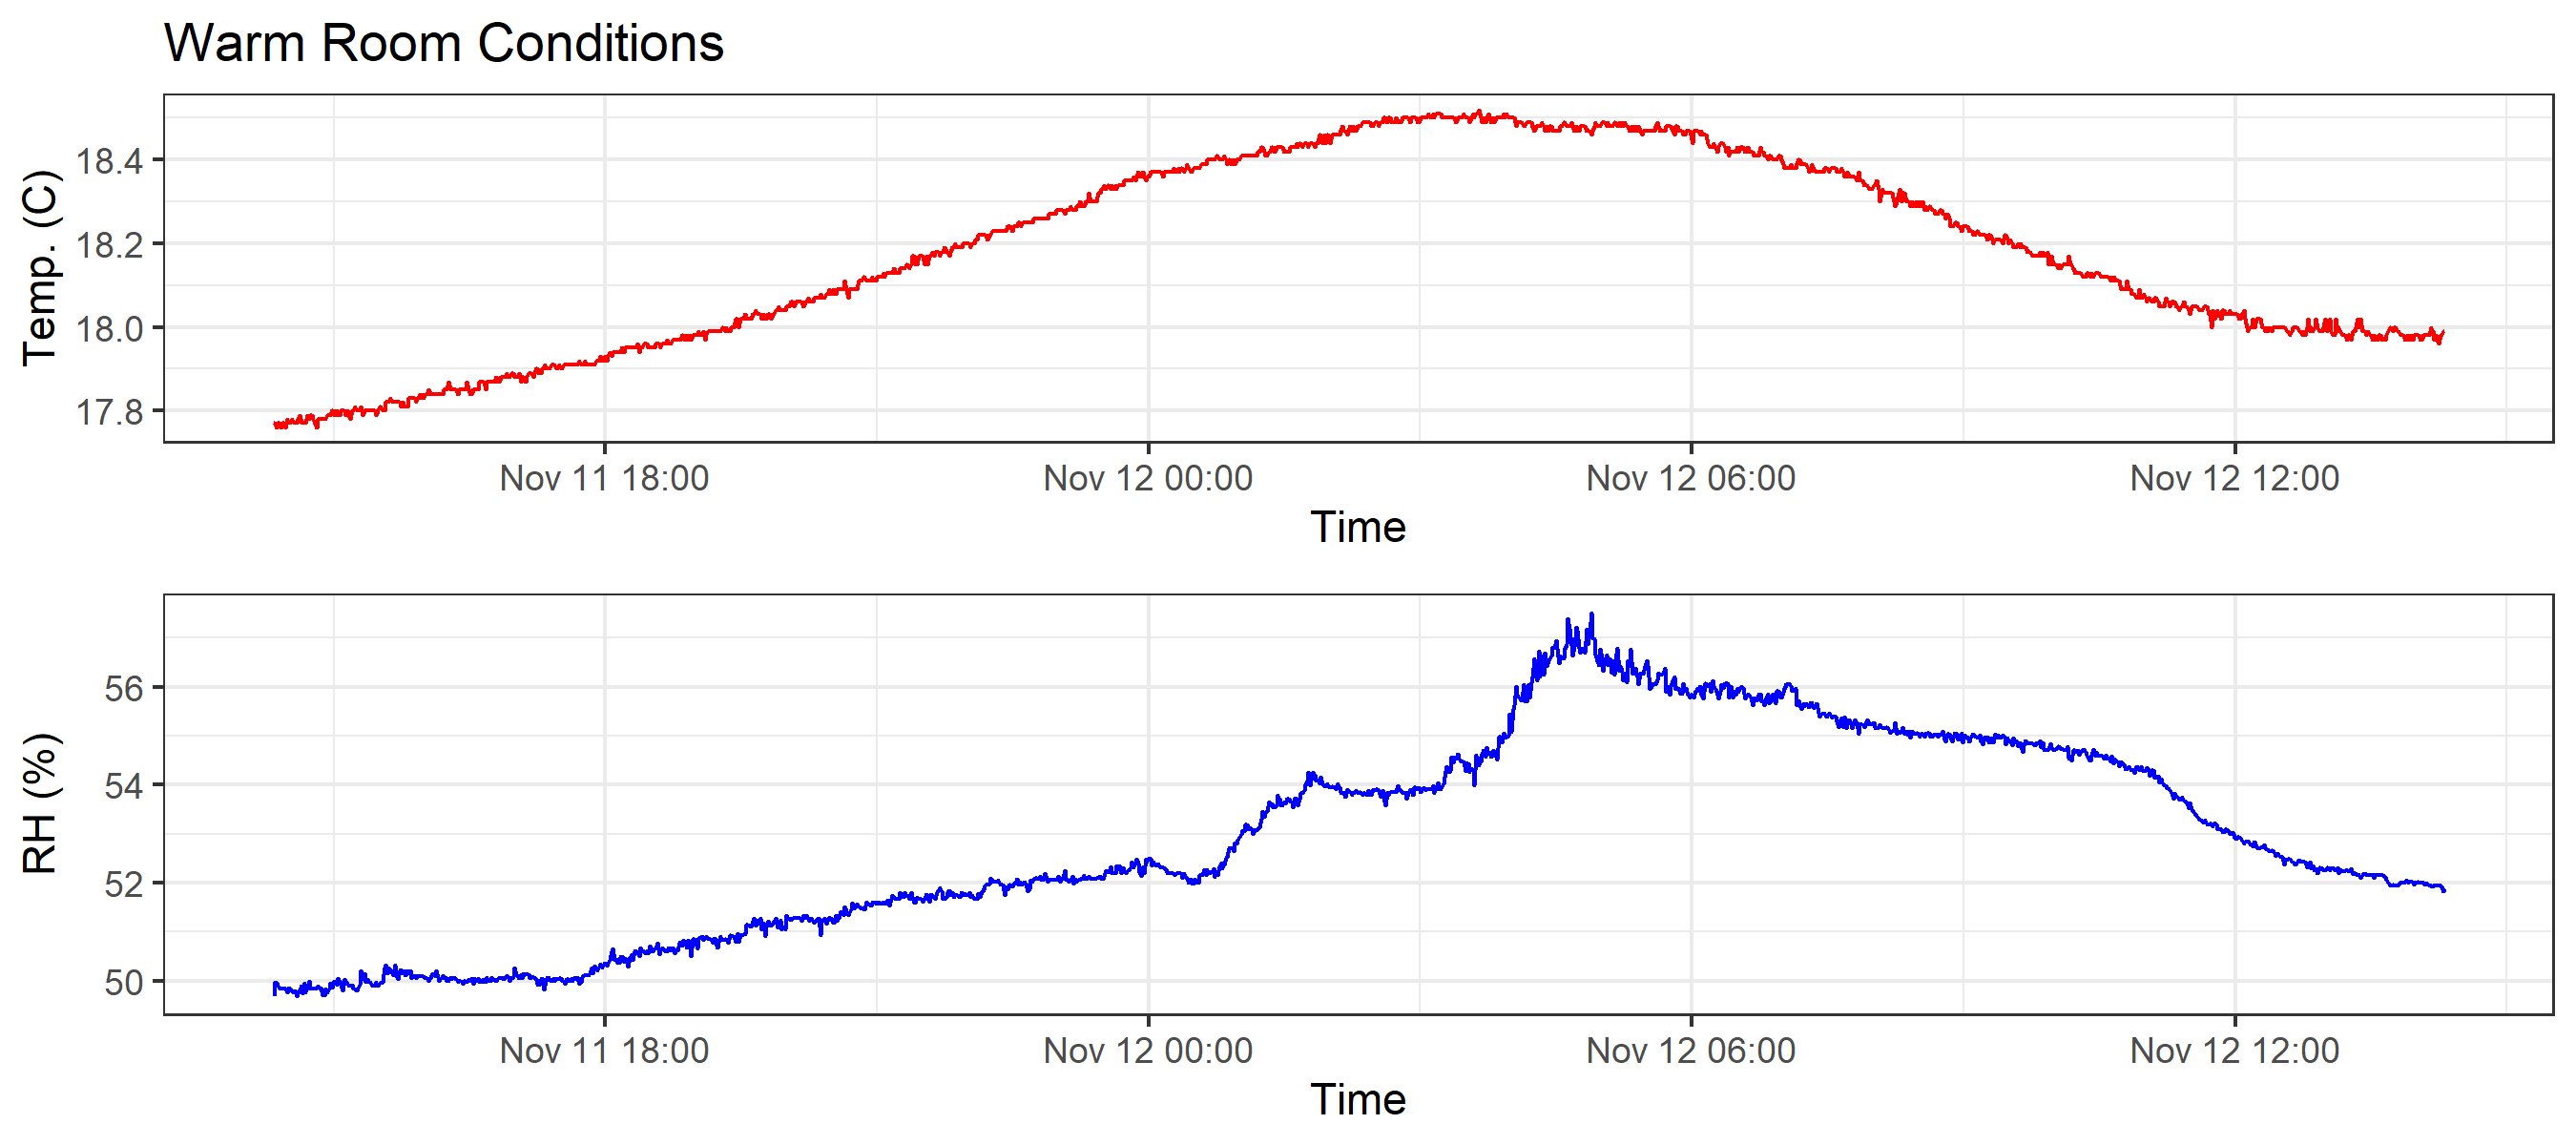 Warm Room Conditions
Temp. (C)
18.4
18.2
18.0
17.8
Nov 11 18:00 Nov 12 00:00 Nov 12 06:00 Nov 12 12:00
Time
RH (%)
56
54
52
50
Nov 11 18:00 Nov 12 00:00 Nov 12 06:00 Nov 12 12:00
Time